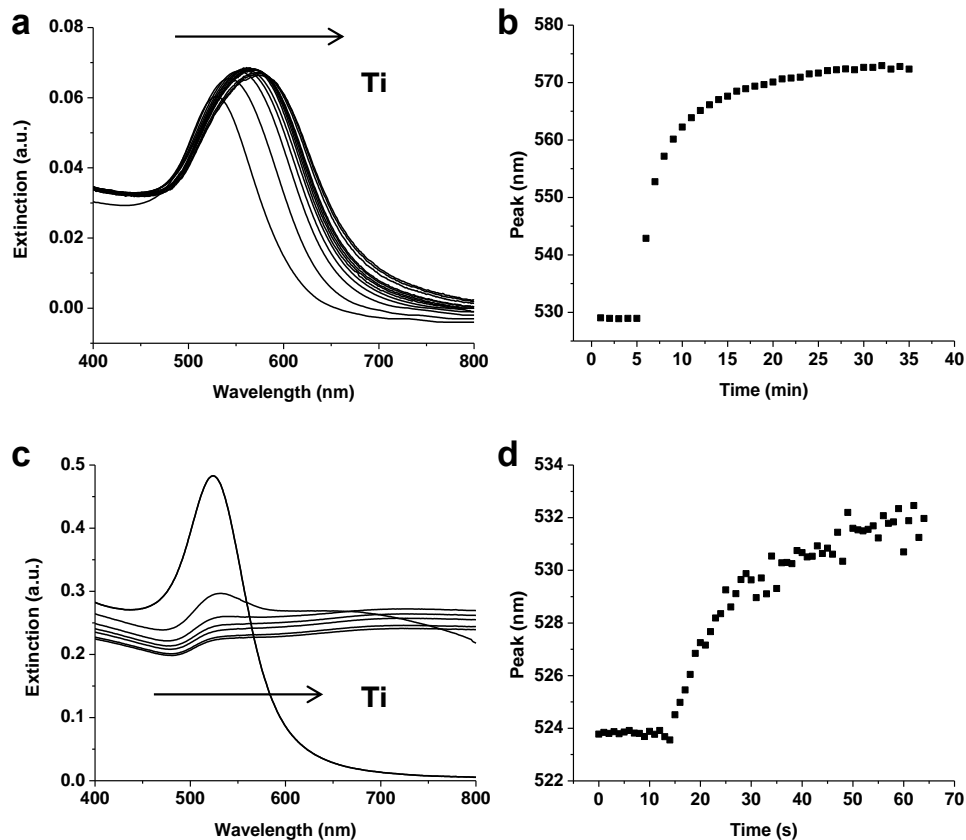 a
0.08
0.06
0.04
0.02
0.00
Extinction (a.u.)
Ti
400 500 600 700 800
Wavelength (nm)
b
580
570
560
550
540
530
Peak (nm)
0 5 10 15 20 25 30 35 40
Time (min)
c
0.5
0.4
0.3
0.2
0.1
0.0
Extinction (a.u.)
Ti
400 500 600 700 800
Wavelength (nm)
d
534
532
530
528
526
524
522
Peak (nm)
0 10 20 30 40 50 60 70
Time (s)